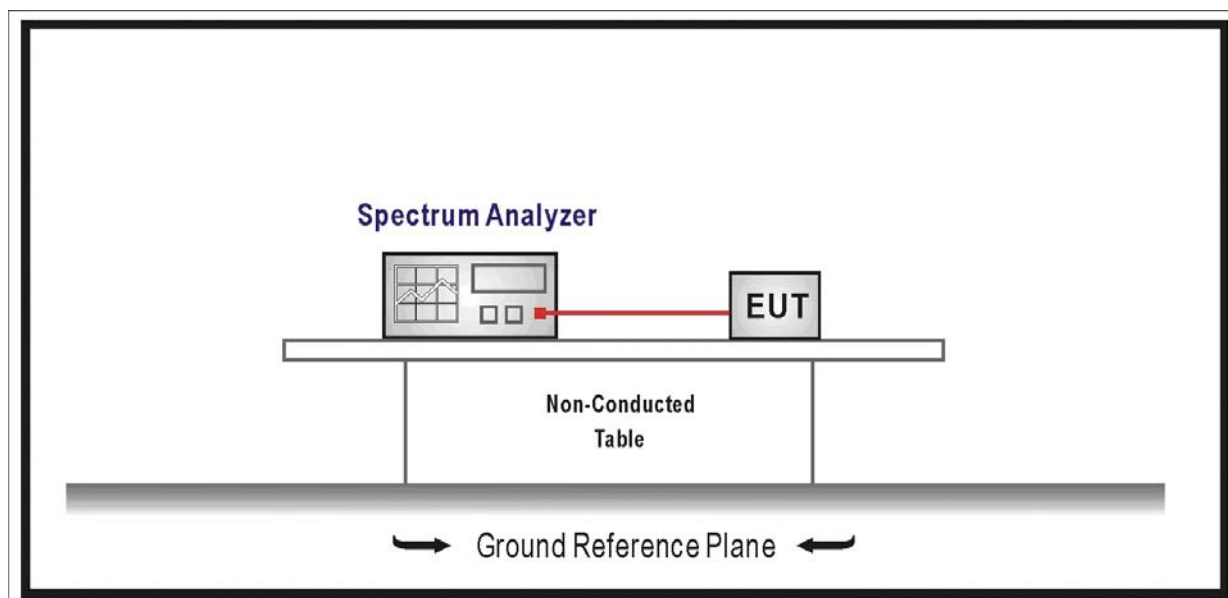 Spectrum Analyzer
EUT
Non-Conducted
Table
Ground Reference Plane